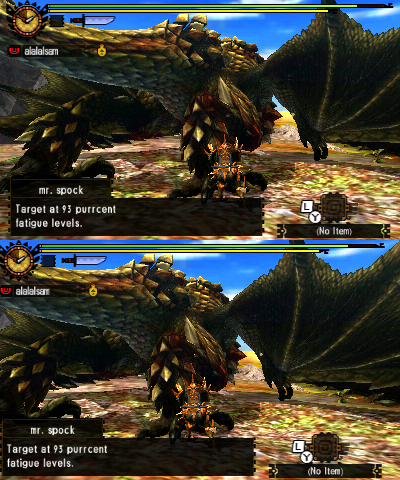 alalalsam
mr. spock
Target at 93 purrcent
fatigue levels.
L
Y
(No Item)
alalalsam
mr. spock
Target at 93 purrcent
fatigue levels.
L
Y
(No Item)